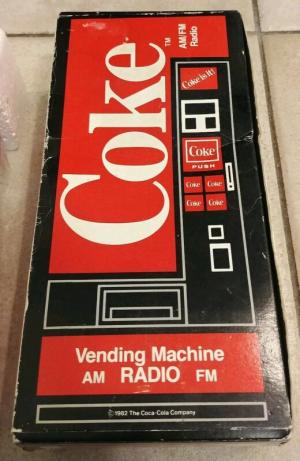 Coke
TM
AM/FM
Radio
Coke is it!
Coke
PUSH
Coke Coke
Coke Coke
Vending Machine
AM RADIO FM
©1982 The Coca-Cola Company